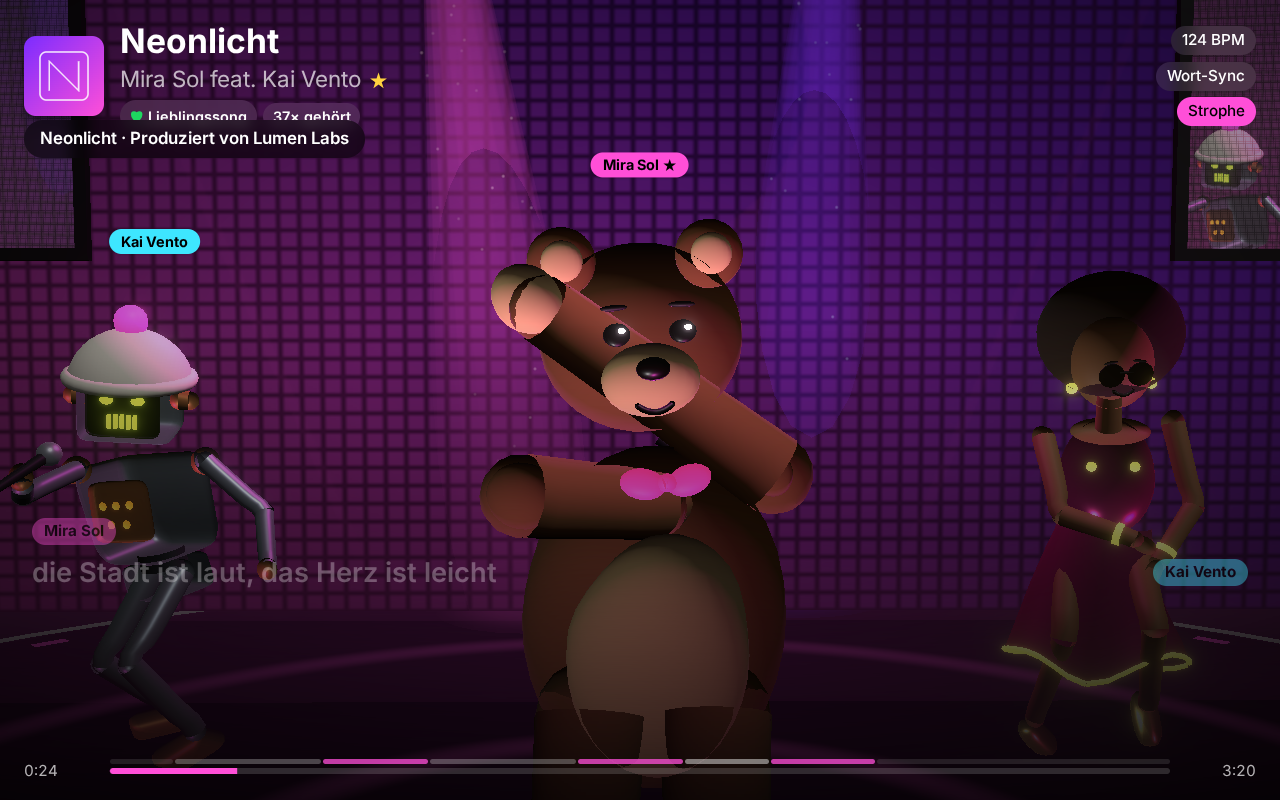 Neonlicht
Mira Sol feat. Kai Vento ★
Lieblingssong 37× gehört
Neonlicht · Produziert von Lumen Labs
124 BPM
Wort-Sync
Strophe
Mira Sol ★
Kai Vento
Mira Sol
die Stadt ist laut, das Herz ist leicht
Kai Vento
0:24
3:20